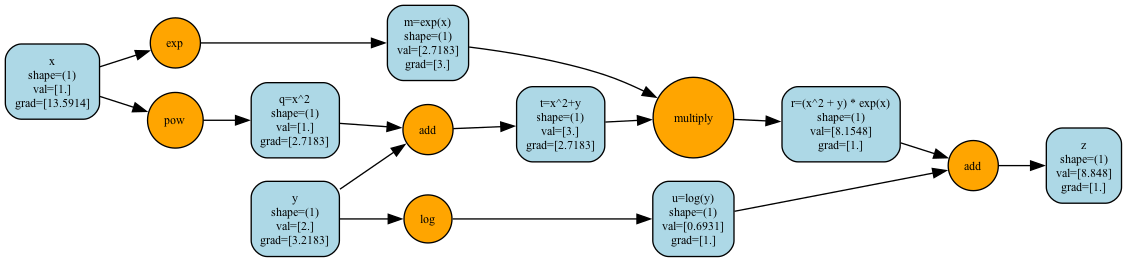 x
shape=(1)
val=[1.]
grad=[13.5914]
exp
pow
m=exp(x)
shape=(1)
val=[2.7183]
grad=[3.]
q=x^2
shape=(1)
val=[1.]
grad=[2.7183]
y
shape=(1)
val=[2.]
grad=[3.2183]
add
log
t=x^2+y
shape=(1)
val=[3.]
grad=[2.7183]
multiply
u=log(y)
shape=(1)
val=[0.6931]
grad=[1.]
r=(x^2 + y) * exp(x)
shape=(1)
val=[8.1548]
grad=[1.]
add
z
shape=(1)
val=[8.848]
grad=[1.]